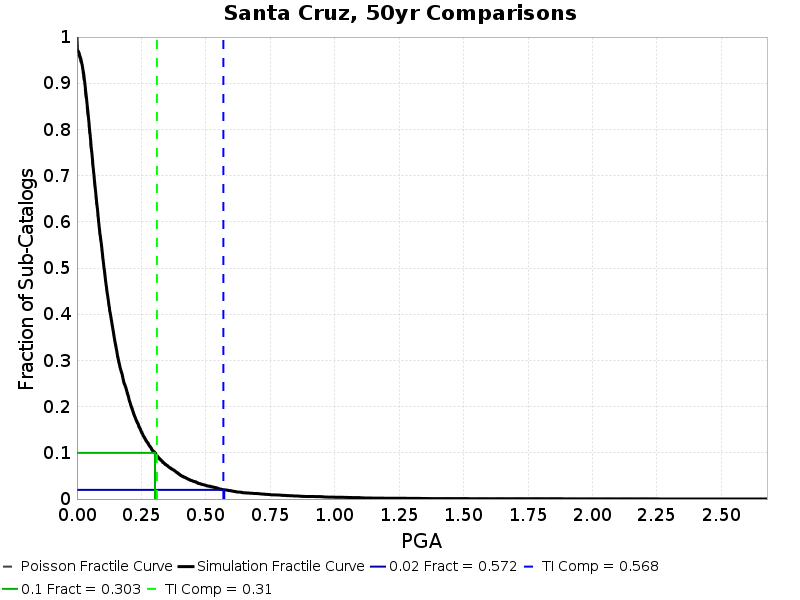 Santa Cruz, 50yr Comparisons
Fraction of Sub-Catalogs
1
0.9
0.8
0.7
0.6
0.5
0.4
0.3
0.2
0.1
0
0.00 0.25 0.50 0.75 1.00 1.25 1.50 1.75 2.00 2.25 2.50
PGA
Poisson Fractile Curve Simulation Fractile Curve 0.02 Fract = 0.572 TI Comp = 0.568
0.1 Fract = 0.303 TI Comp = 0.31